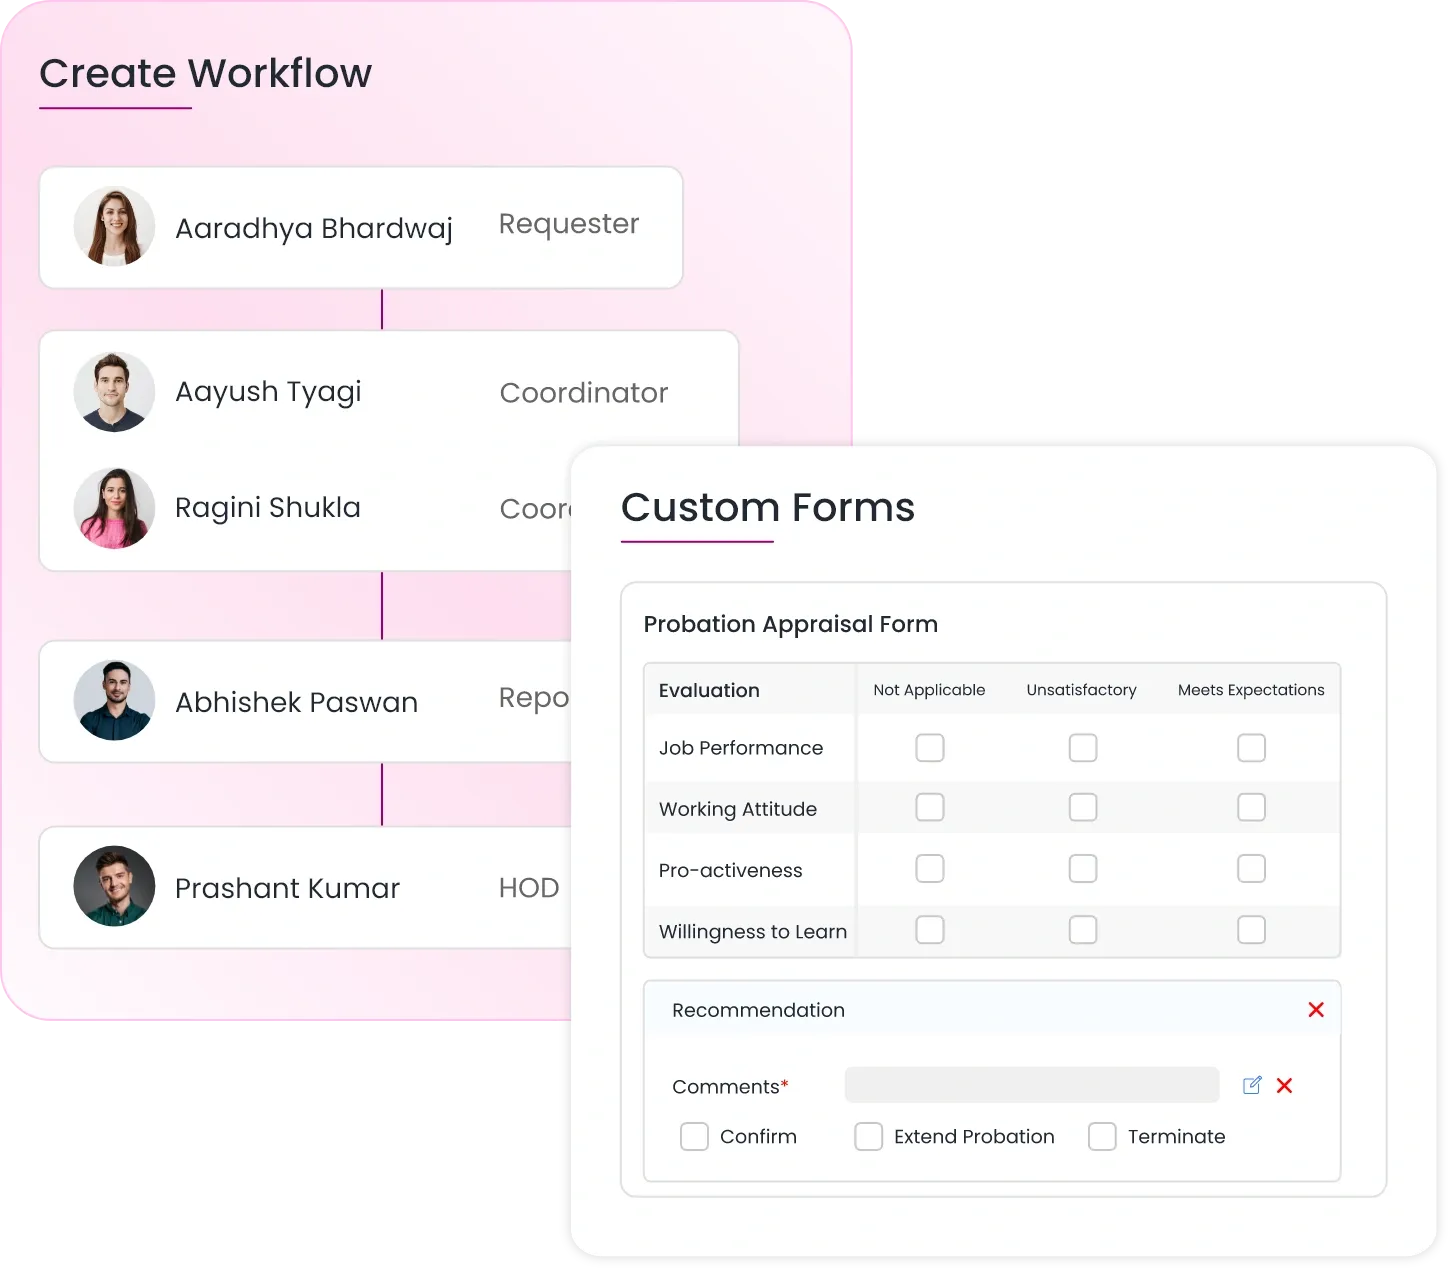 Create Workflow
Aaradhya Bhardwaj Requester
Aayush Tyagi Coordinator
Ragini Shukla
Abhishek Paswan
Prashant Kumar HOD
Custom Forms
Probation Appraisal Form
Evaluation Not Applicable Unsatisfactory Meets Expectations
Job Performance
Working Attitude
Pro-activeness
Willingness to Learn
Recommendation
Comments*
Confirm Extend Probation Terminate